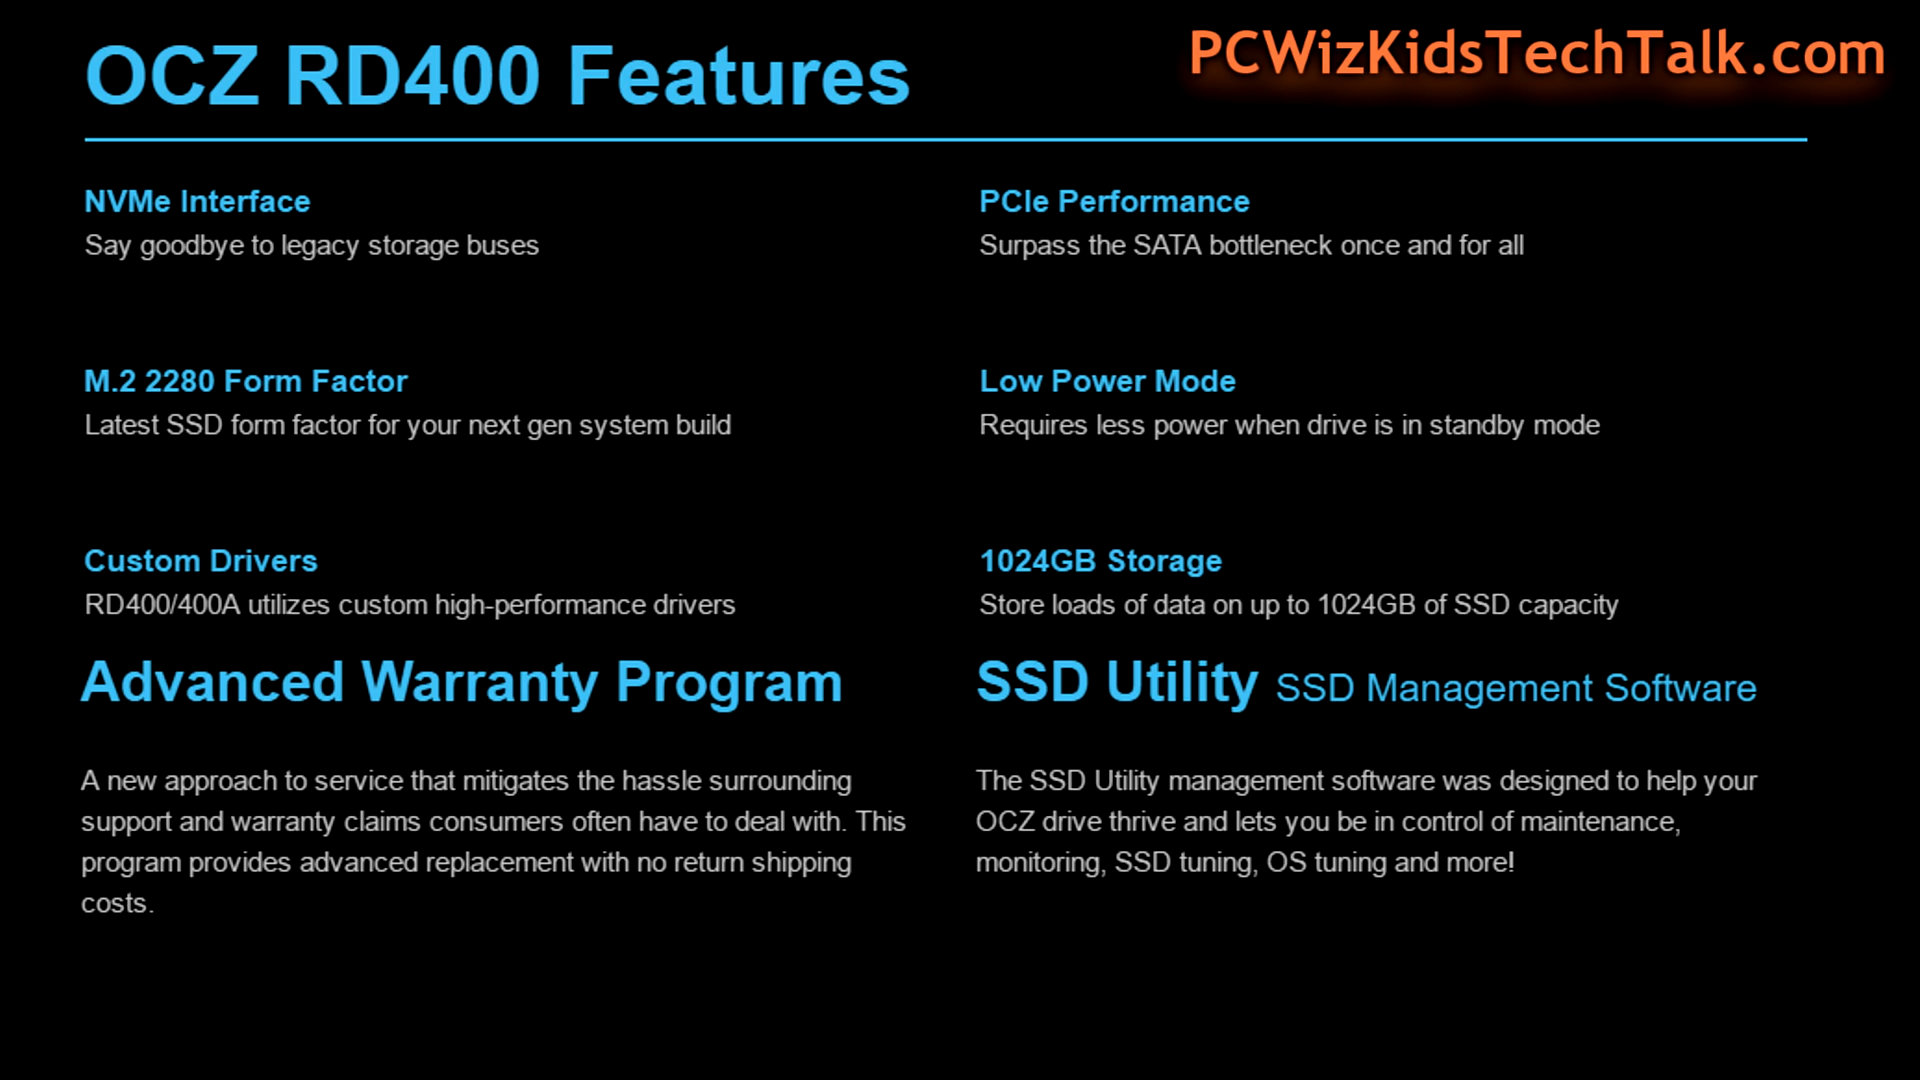 OCZ RD400 Features
PCWizKidsTechTalk.com
NVMe Interface
Say goodbye to legacy storage buses
PCIe Performance
Surpass the SATA bottleneck once and for all
M.2 2280 Form Factor
Latest SSD form factor for your next gen system build
Low Power Mode
Requires less power when drive is in standby mode
Custom Drivers
RD400/400A utilizes custom high-performance drivers
1024GB Storage
Store loads of data on up to 1024GB of SSD capacity
Advanced Warranty Program
A new approach to service that mitigates the hassle surrounding
support and warranty claims consumers often have to deal with. This
program provides advanced replacement with no return shipping
costs.
SSD Utility SSD Management Software
The SSD Utility management software was designed to help your
OCZ drive thrive and lets you be in control of maintenance,
monitoring, SSD tuning, OS tuning and more!